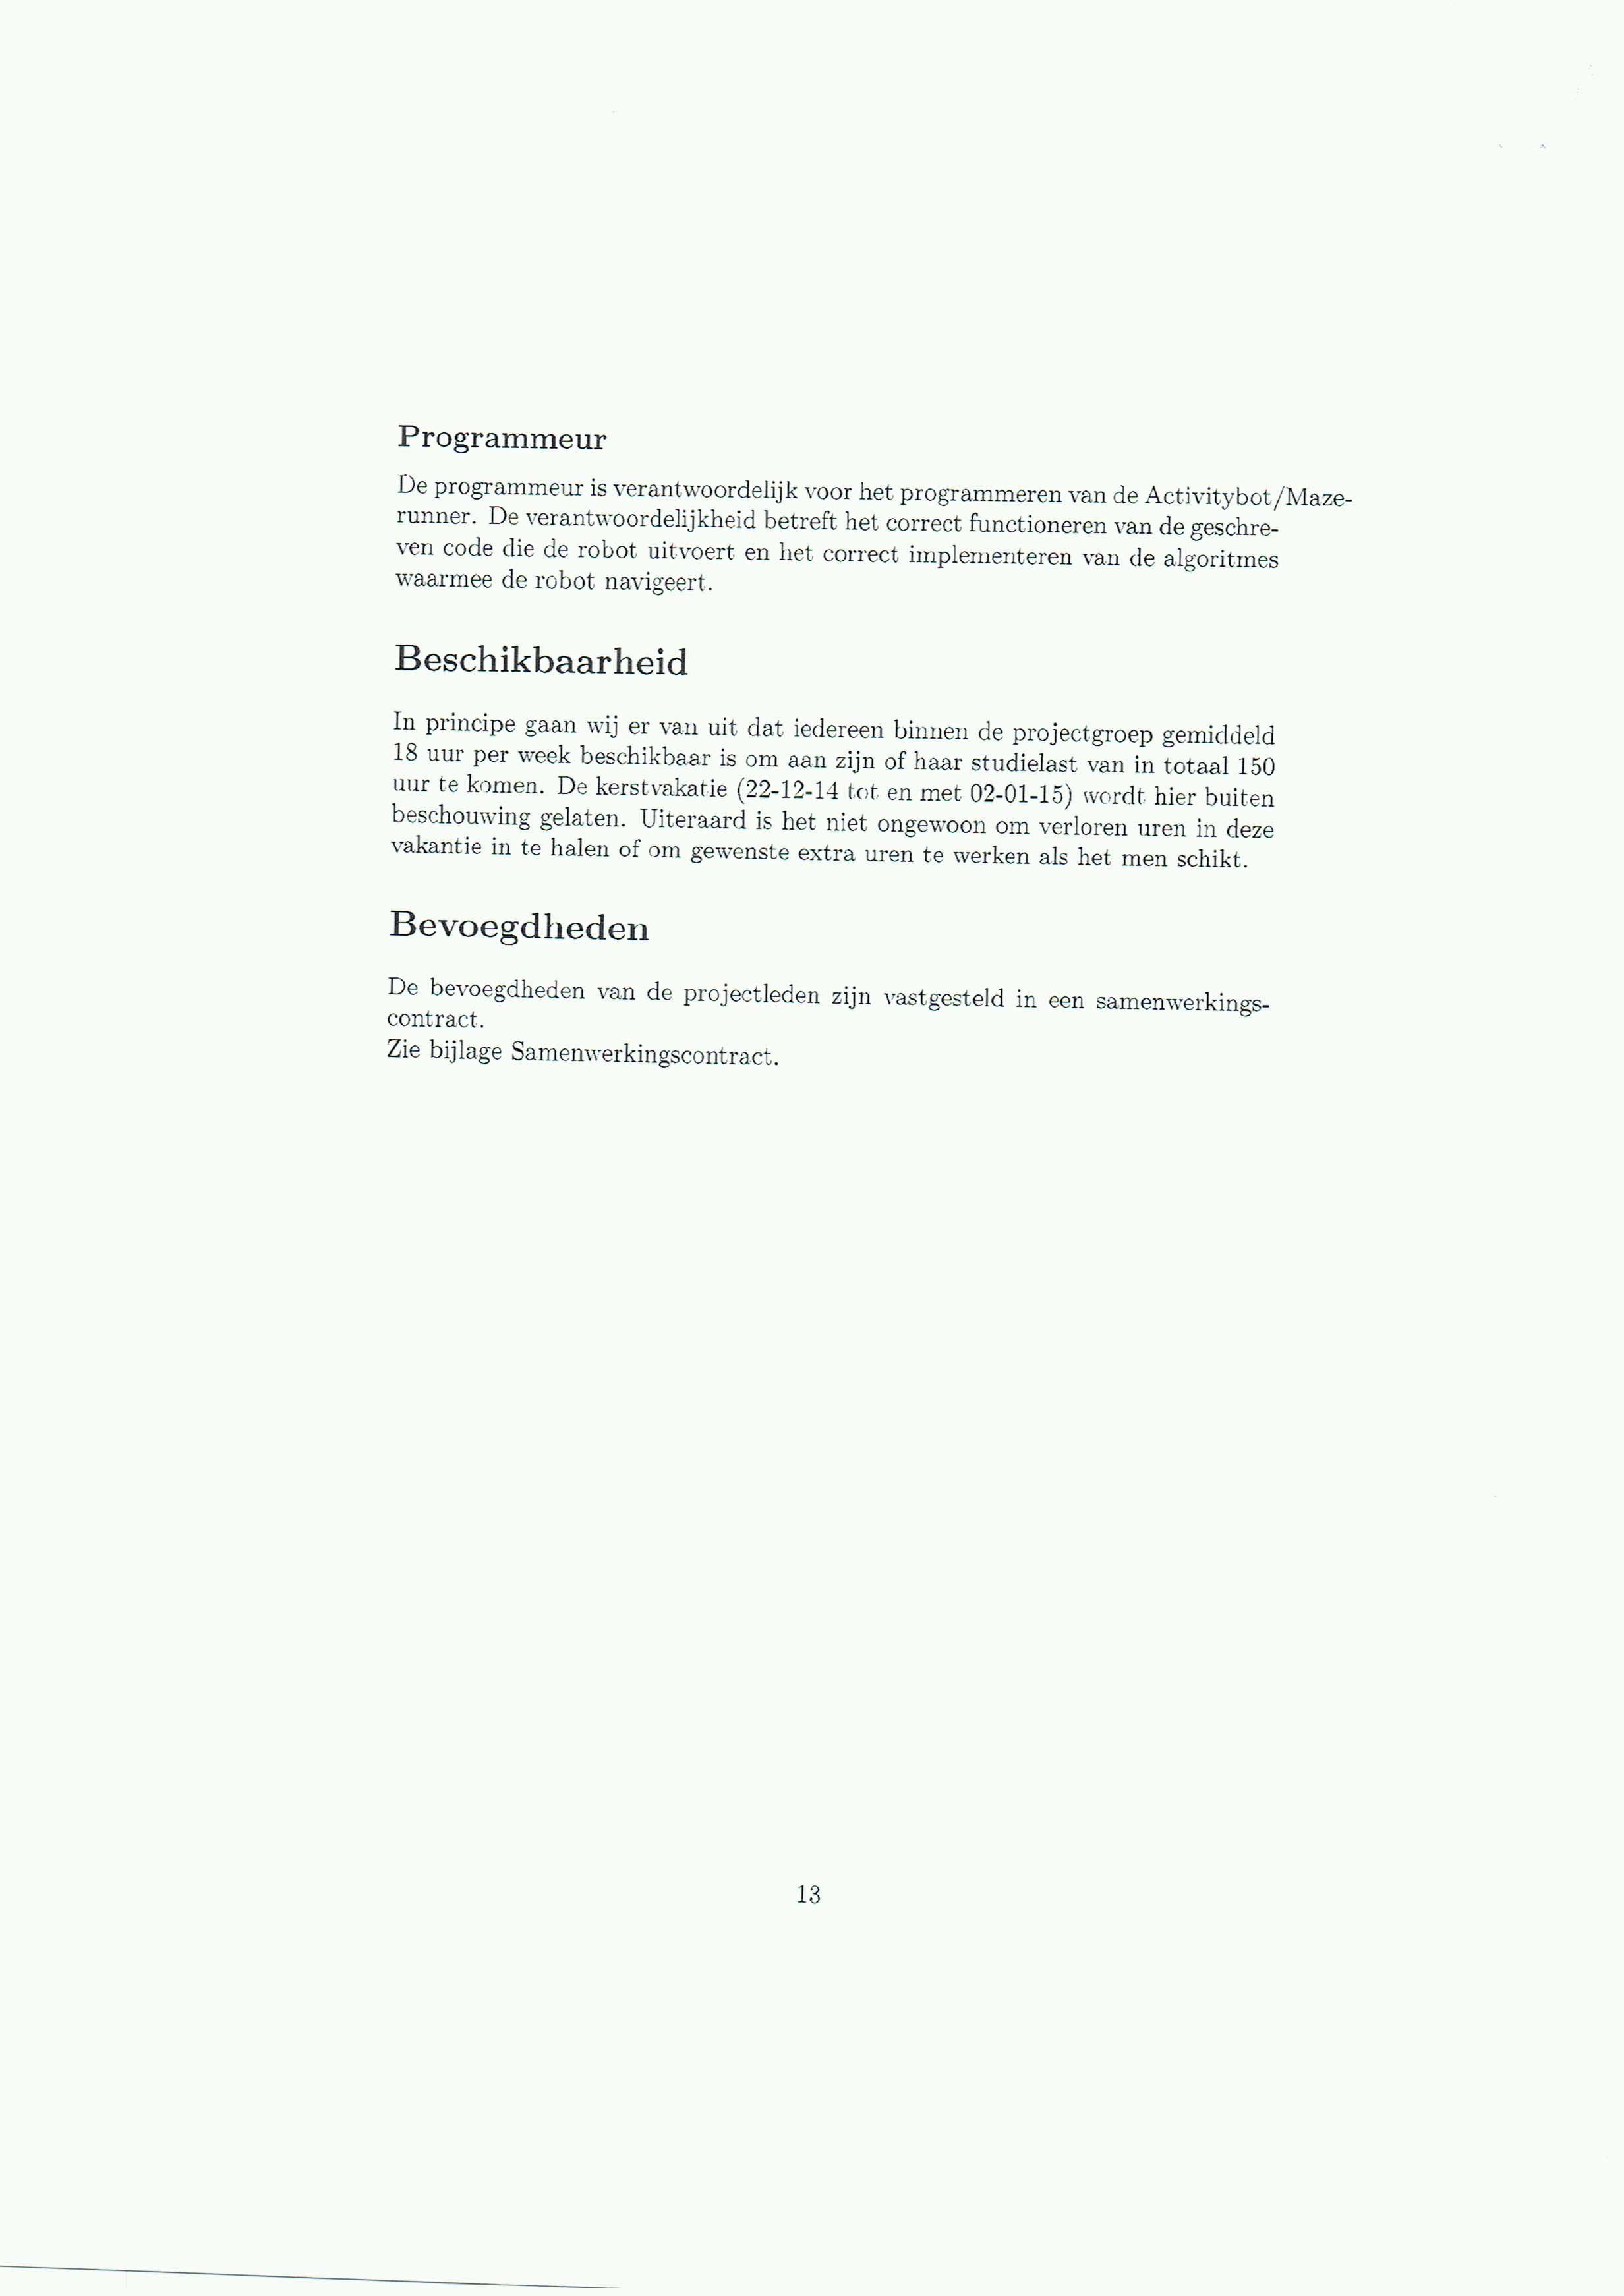 Programmeur
De programmeur is verantwoordelijk voor het programmeren van de Activitybot/Maze-
runner. De verantwoordelijkheid betreft het correct functioneren van de geschre-
ven code die de robot uitvoert en het correct implementeren van de algoritmes
waarmee de robot navigeert.
Beschikbaarheid
In principe gaan wij er van uit dat iedereen binnen de projectgroep gemiddeld
18 uur per week beschikbaar is om aan zijn of haar studielast van in totaal 150
uur te komen. De kerstvakatie (22-12-14 tot en met 02-01-15) wordt hier buiten
beschouwing gelaten. Uiteraard is het niet ongewoon om verloren uren in deze
vakantie in te halen of om gewenste extra uren te werken als het men schikt.
Bevoegdheden
De bevoegdheden van de projectleden zijn vastgesteld in een samenwerkings-
contract.
Zie bijlage Samenwerkingscontract.
13